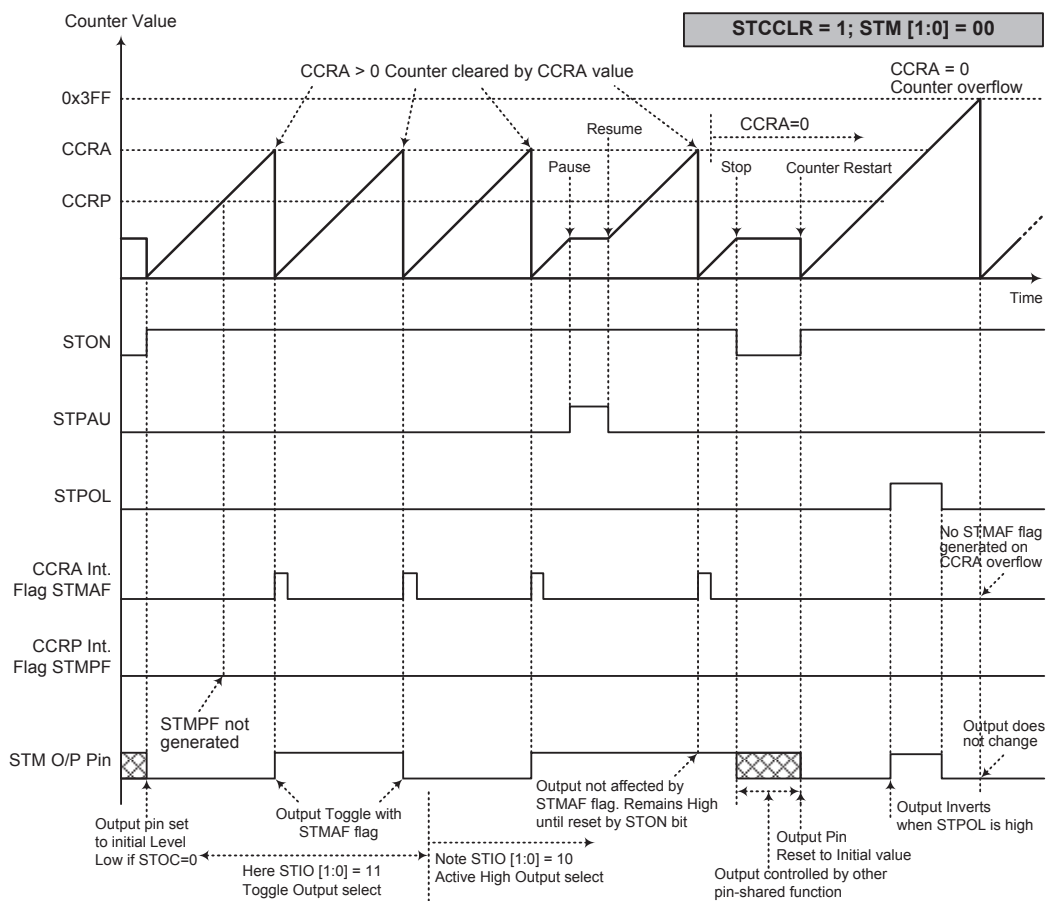 Counter Value
STCCLR = 1; STM [1:0] = 00
CCRA > 0 Counter cleared by CCRA value
CCRA = 0
Counter overflow
0x3FF
Resume
CCRA=0
CCRA
Pause
Stop
Counter Restart
CCRP
Time
STON
STPAU
STPOL
No STMAF flag
generated on
CCRA overflow
CCRA Int.
Flag STMAF
CCRP Int.
Flag STMPF
STMPF not
generated
Output does
not change
STM O/P Pin
Output pin set
to initial Level
Low if STOC=0
Output Toggle with
STMAF flag
Output not affected by
STMAF flag. Remains High
until reset by STON bit
Output Inverts
when STPOL is high
Output Pin
Reset to Initial value
Here STIO [1:0] = 11
Toggle Output select
Note STIO [1:0] = 10
Active High Output select
Output controlled by other
pin-shared function